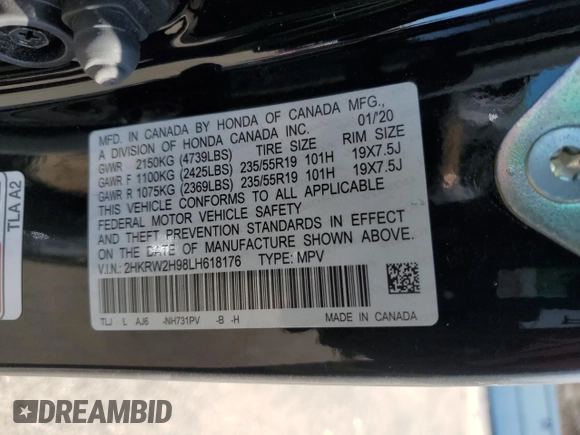 MFD. IN CANADA BY HONDA OF CANADA MFG.,
A DIVISION OF HONDA CANADA INC. 01/'20
GVWR 2150KG (4739LBS) TIRE SIZE RIM SIZE
GAWR F 1100KG (2425LBS) 235/55R19 101H 19X7.5J
GAWR R 1075KG (2369LBS) 235/55R19 101H 19X7.5J
THIS VEHICLE CONFORMS TO ALL APPLICABLE
FEDERAL MOTOR VEHICLE SAFETY
AND THEFT PREVENTION STANDARDS IN EFFECT
ON THE DATE OF MANUFACTURE SHOWN ABOVE.
V.I.N.: 2HKRW2H98LH618176 TYPE: MPV
TLJ L AJ6 -NH731PV -B -H
MADE IN CANADA
TLA A2
DREAMBID